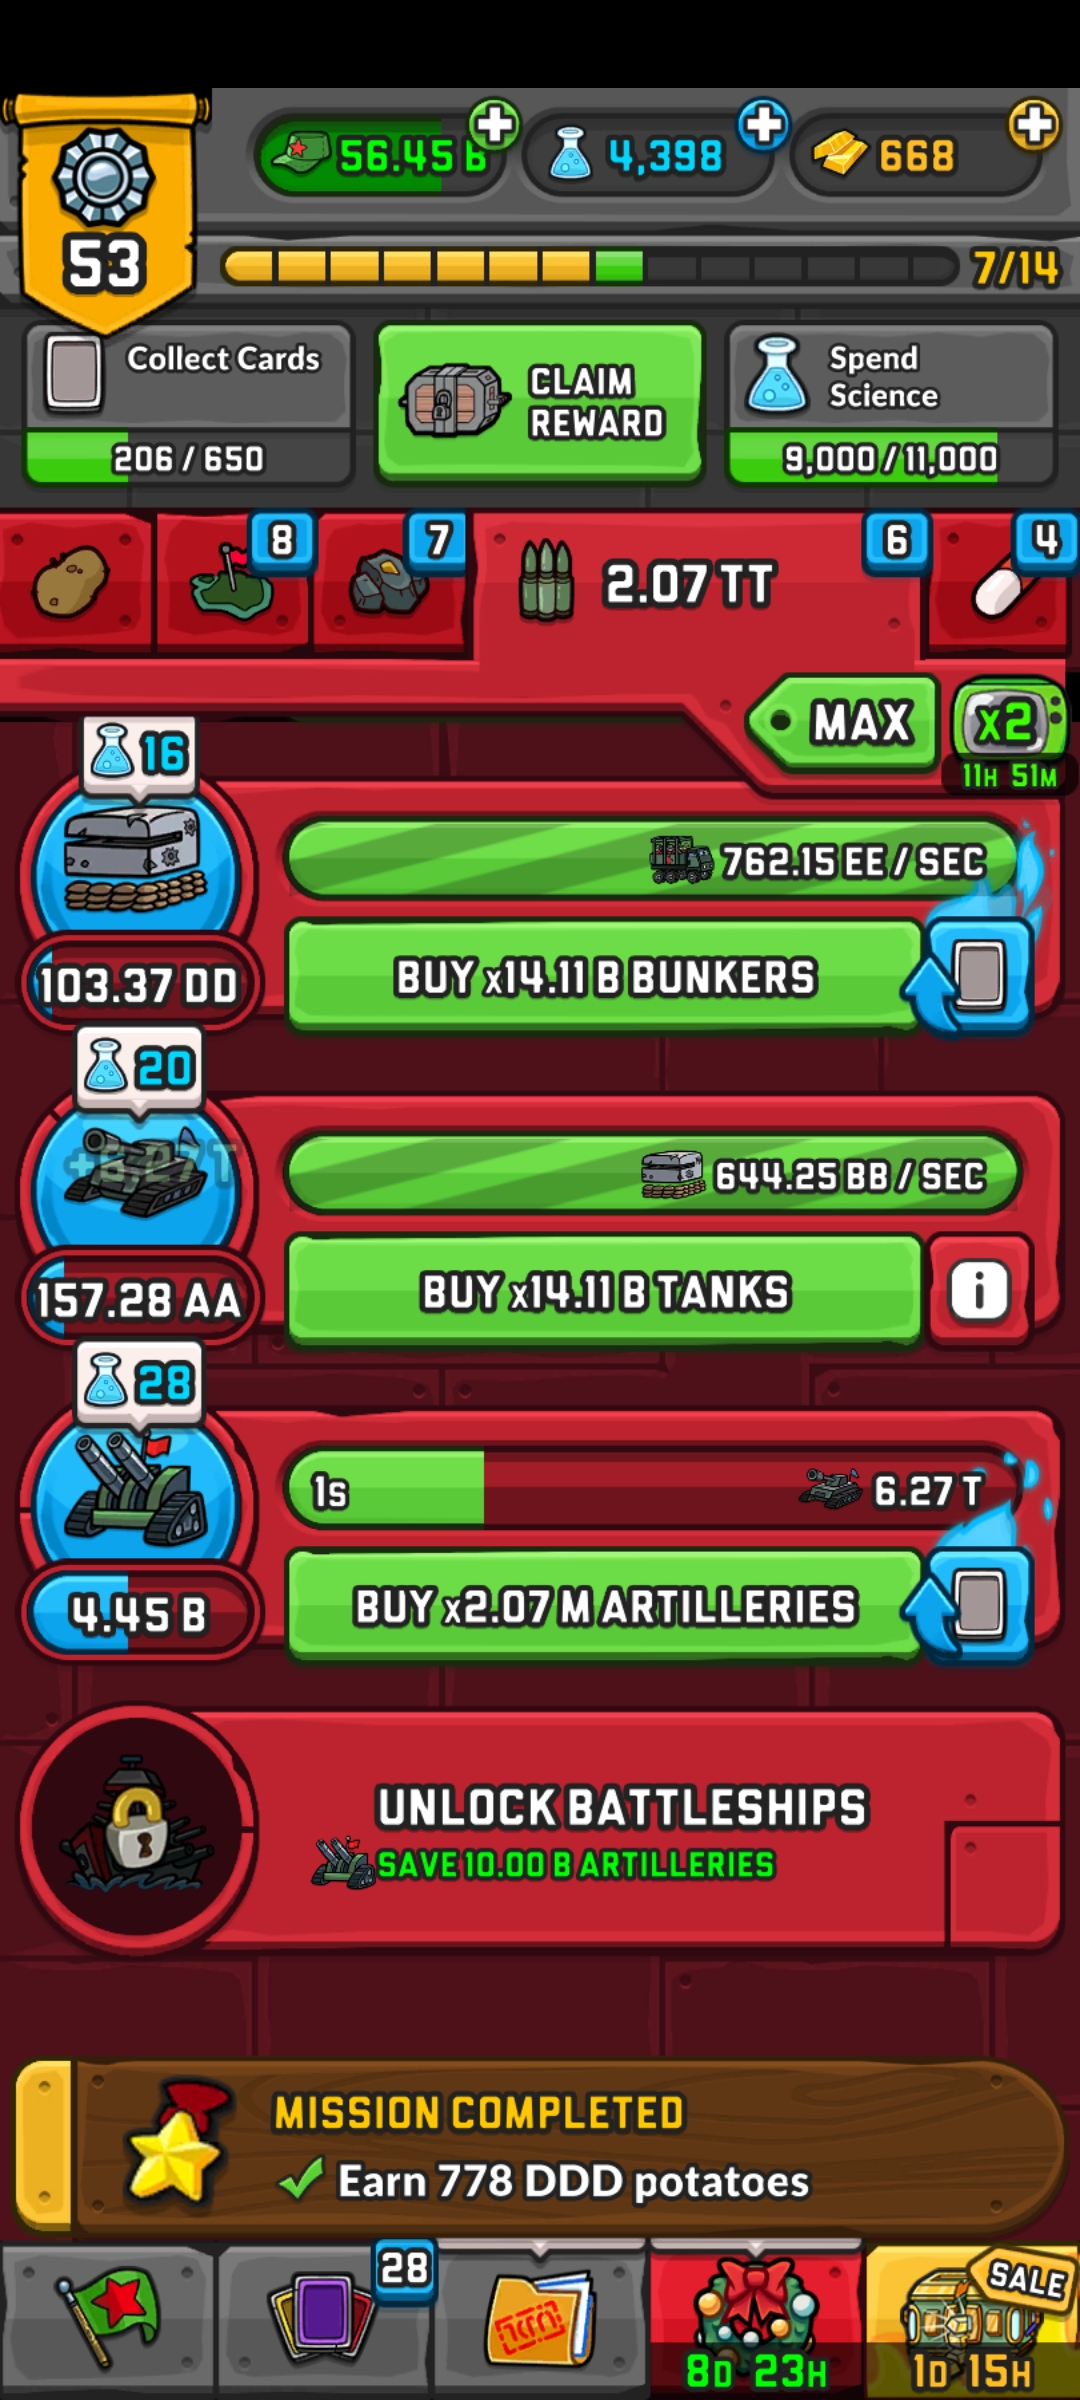 53
56.45 B
4,398
668
7/14
Collect Cards
206 / 650
CLAIM
REWARD
Spend
Science
9,000 / 11,000
8
7
2.07 TT
6
4
MAX
x2
11H 51M
16
762.15 EE / SEC
103.37 DD
BUY x14.11 B BUNKERS
20
+6.27 T
644.25 BB / SEC
157.28 AA
BUY x14.11 B TANKS
i
28
1s
6.27 T
4.45 B
BUY x2.07 M ARTILLERIES
UNLOCK BATTLESHIPS
SAVE 10.00 B ARTILLERIES
MISSION COMPLETED
Earn 778 DDD potatoes
28
SALE
8D 23H
1D 15H